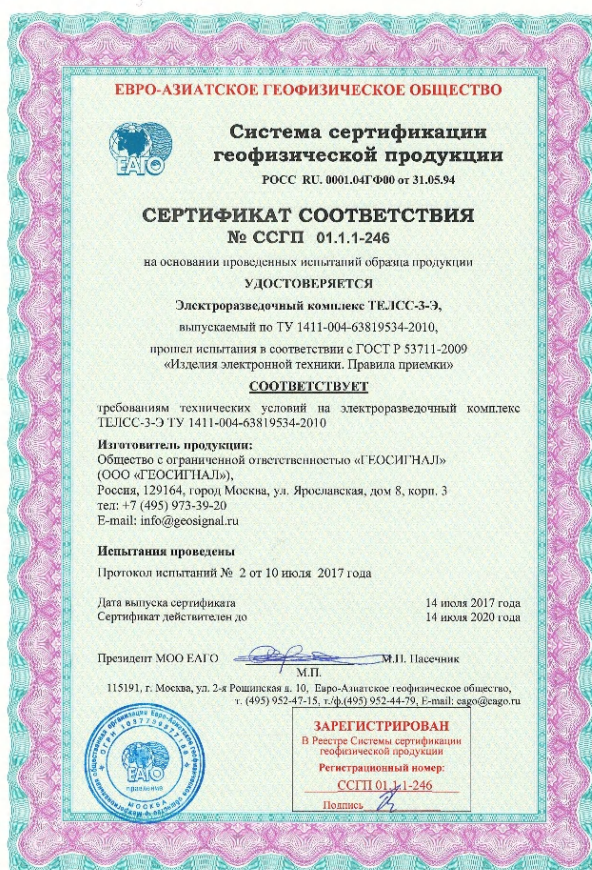 ЕВРО-АЗИАТСКОЕ ГЕОФИЗИЧЕСКОЕ ОБЩЕСТВО
ЕАГО
Система сертификации
геофизической продукции
РОСС RU. 0001.04ГФ00 от 31.05.94
СЕРТИФИКАТ СООТВЕТСТВИЯ
№ ССГП 01.1.1-246
на основании проведенных испытаний образца продукции
УДОСТОВЕРЯЕТСЯ
Электроразведочный комплекс ТЕЛСС-3-Э,
выпускаемый по ТУ 1411-004-63819534-2010,
прошел испытания в соответствии с ГОСТ Р 53711-2009
«Изделия электронной техники. Правила приемки»
СООТВЕТСТВУЕТ
требованиям технических условий на электроразведочный комплекс
ТЕЛСС-3-Э ТУ 1411-004-63819534-2010
Изготовитель продукции:
Общество с ограниченной ответственностью «ГЕОСИГНАЛ»
(ООО «ГЕОСИГНАЛ»),
Россия, 129164, город Москва, ул. Ярославская, дом 8, корп. 3
тел: +7 (495) 973-39-20
E-mail: info@geosignal.ru
Испытания проведены
Протокол испытаний № 2 от 10 июля 2017 года
Дата выпуска сертификата 14 июля 2017 года
Сертификат действителен до 14 июля 2020 года
Президент МОО ЕАГО М.П. Пасечник
М.П.
115191, г. Москва, ул. 2-я Рощинская д. 10, Евро-Азиатское геофизическое общество,
т. (495) 952-47-15, т./ф.(495) 952-44-79, E-mail: eago@eago.ru
ЕАГО
правление
МОСКВА
ЗАРЕГИСТРИРОВАН
В Реестре Системы сертификации
геофизической продукции
Регистрационный номер:
ССГП 01.1.1-246
Подпись